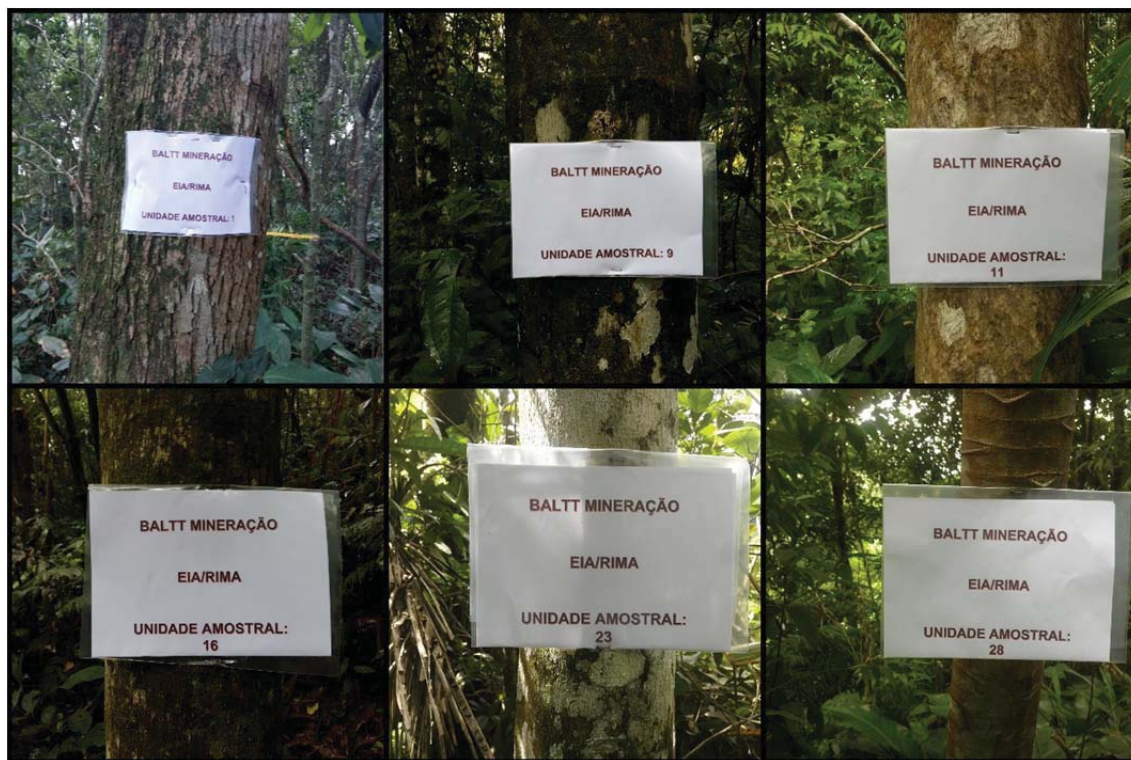 BALTT MINERAÇÃO
EIA/RIMA
UNIDADE AMOSTRAL: 1
BALTT MINERAÇÃO
EIA/RIMA
UNIDADE AMOSTRAL: 9
BALTT MINERAÇÃO
EIA/RIMA
UNIDADE AMOSTRAL:
11
BALTT MINERAÇÃO
EIA/RIMA
UNIDADE AMOSTRAL:
16
BALTT MINERAÇÃO
EIA/RIMA
UNIDADE AMOSTRAL:
23
BALTT MINERAÇÃO
EIA/RIMA
UNIDADE AMOSTRAL:
28